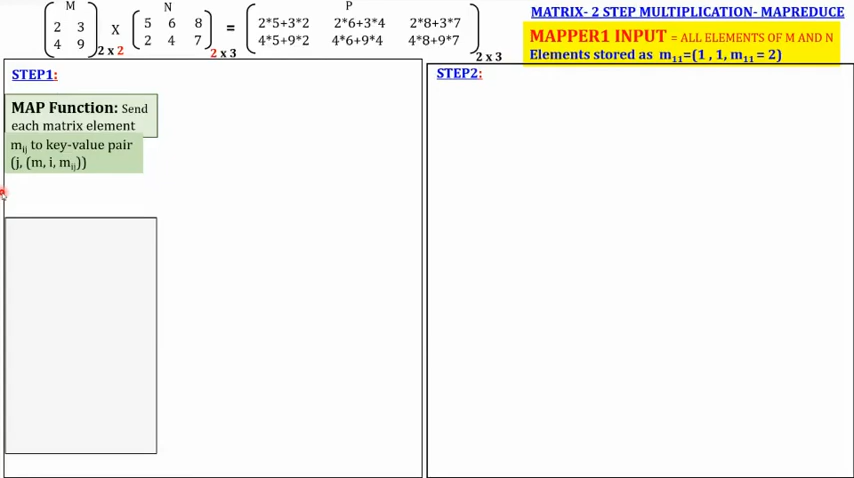 M N P
MATRIX- 2 STEP MULTIPLICATION- MAPREDUCE
2 3 X 5 6 8 = 2*5+3*2 2*6+3*4 2*8+3*7
4 9 2 4 7 4*5+9*2 4*6+9*4 4*8+9*7
2 x 2 2 x 3 2 x 3
MAPPER1 INPUT = ALL ELEMENTS OF M AND N
Elements stored as m₁₁=(1 , 1, m₁₁ = 2)
STEP1:
MAP Function: Send
each matrix element
mᵢⱼ to key-value pair
(j, (m, i, mᵢⱼ))
STEP2: